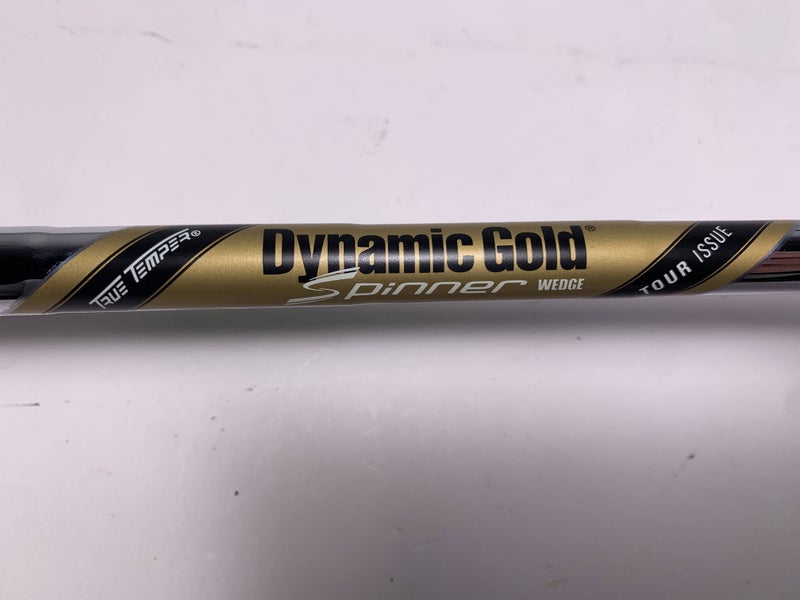 TRUE TEMPER®
Dynamic Gold®
Spinner WEDGE
TOUR ISSUE